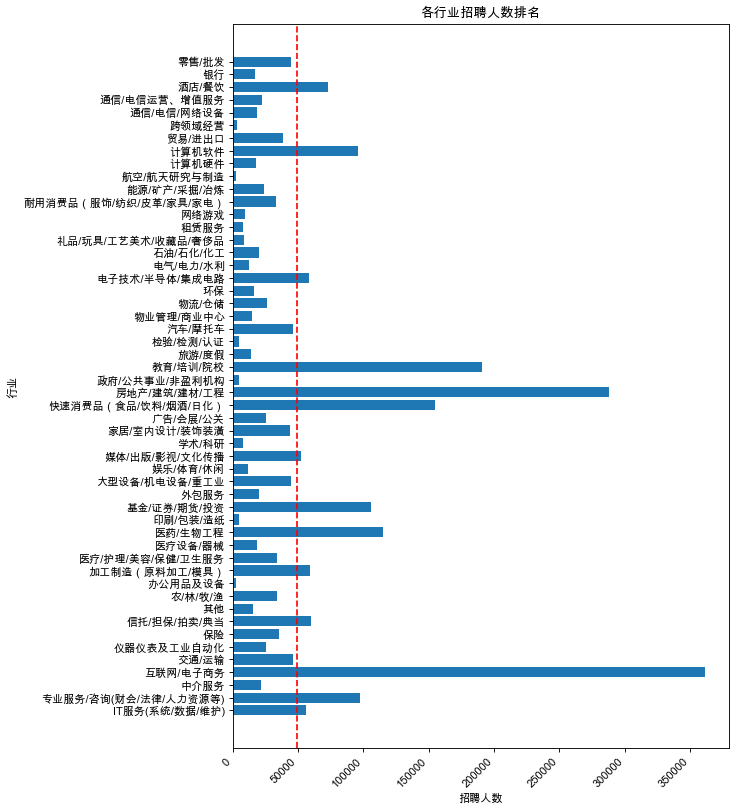 各行业招聘人数排名
零售/批发
银行
酒店/餐饮
通信/电信运营、增值服务
通信/电信/网络设备
跨领域经营
贸易/进出口
计算机软件
计算机硬件
航空/航天研究与制造
能源/矿产/采掘/冶炼
耐用消费品（服饰/纺织/皮革/家具/家电）
网络游戏
租赁服务
礼品/玩具/工艺美术/收藏品/奢侈品
石油/石化/化工
电气/电力/水利
电子技术/半导体/集成电路
环保
物流/仓储
物业管理/商业中心
汽车/摩托车
检验/检测/认证
旅游/度假
教育/培训/院校
政府/公共事业/非盈利机构
房地产/建筑/建材/工程
快速消费品（食品/饮料/烟酒/日化）
广告/会展/公关
家居/室内设计/装饰装潢
学术/科研
媒体/出版/影视/文化传播
娱乐/体育/休闲
大型设备/机电设备/重工业
外包服务
基金/证券/期货/投资
印刷/包装/造纸
医药/生物工程
医疗设备/器械
医疗/护理/美容/保健/卫生服务
加工制造（原料加工/模具）
办公用品及设备
农/林/牧/渔
其他
信托/担保/拍卖/典当
保险
仪器仪表及工业自动化
交通/运输
互联网/电子商务
中介服务
专业服务/咨询(财会/法律/人力资源等)
IT服务(系统/数据/维护)
行业
0
50000
100000
150000
200000
250000
300000
350000
招聘人数